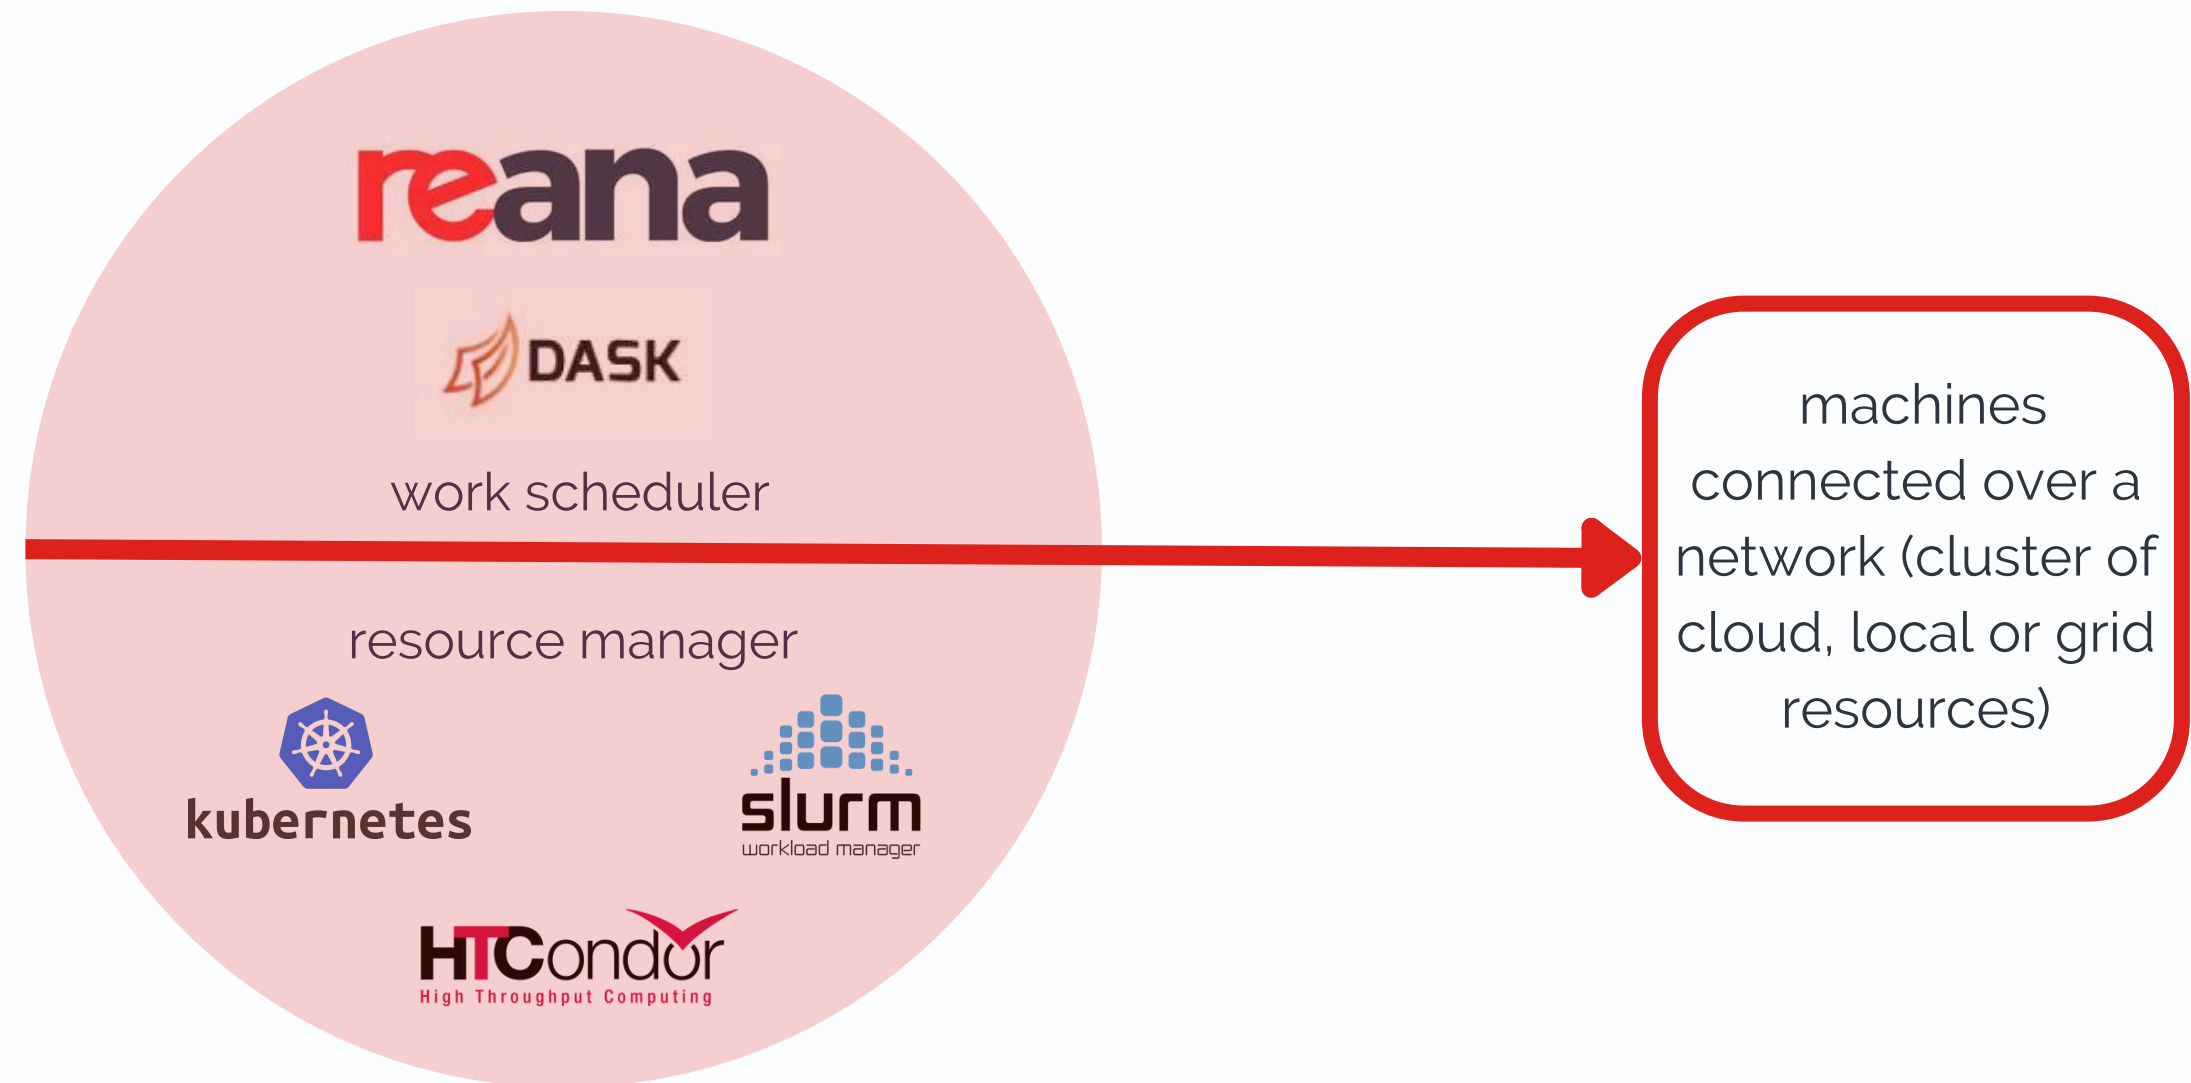 reana
DASK
work scheduler
resource manager
kubernetes
slurm
workload manager
HTCondor
High Throughput Computing
machines
connected over a
network (cluster of
cloud, local or grid
resources)